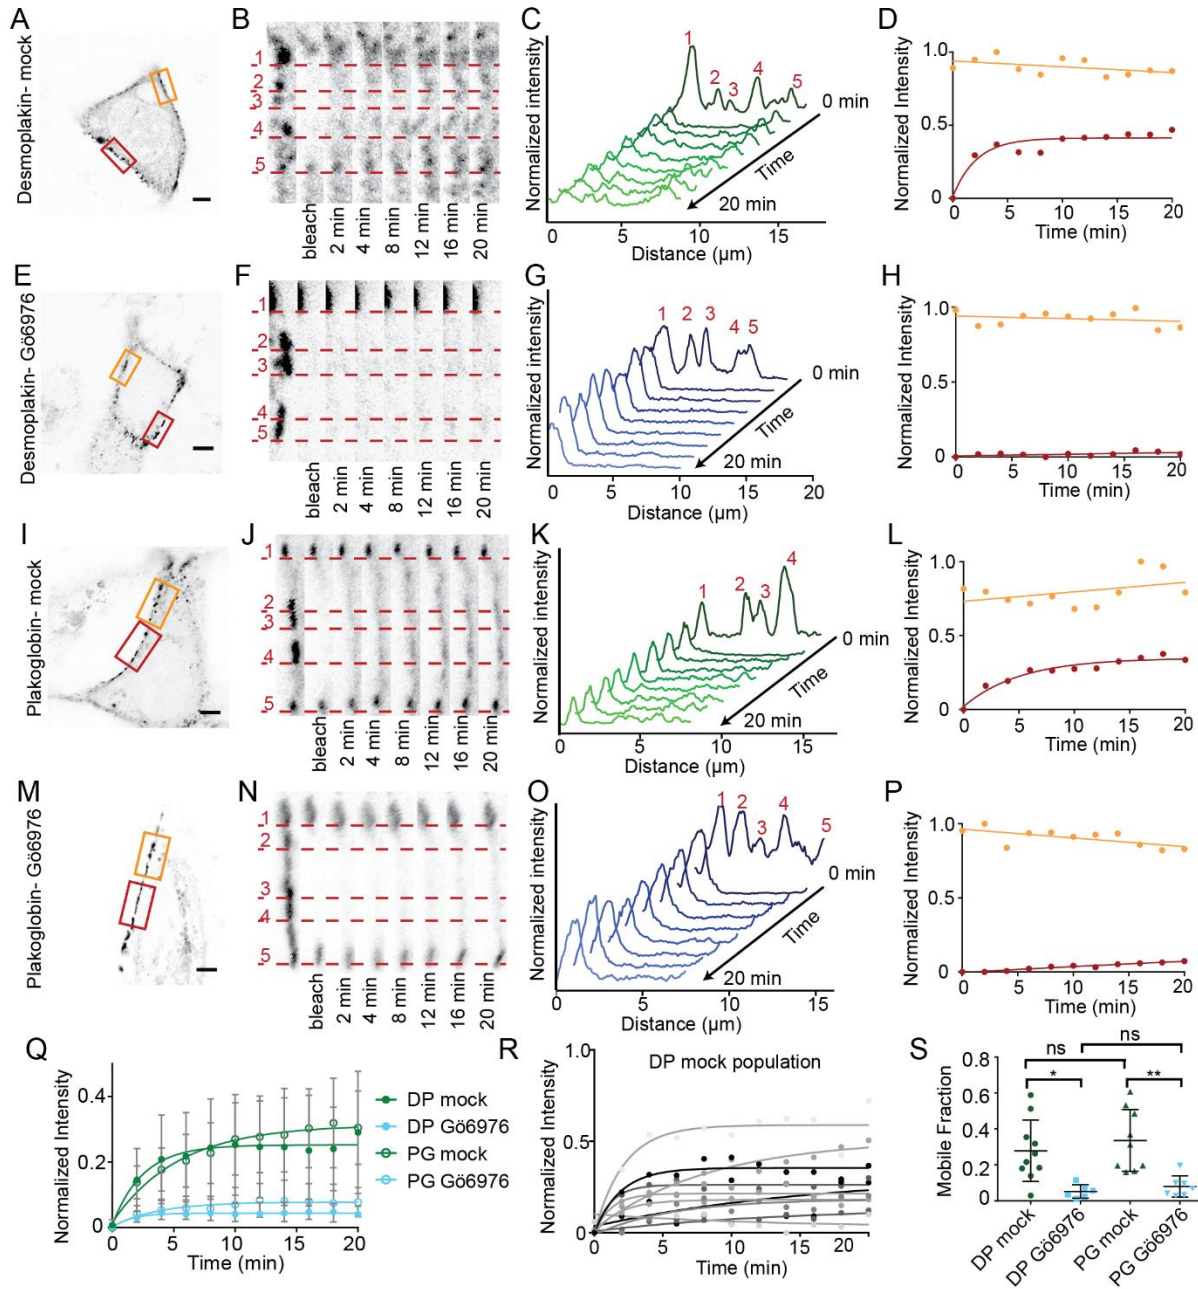 A
Desmoplakin- mock
B
1
2
3
4
5
bleach
2 min
4 min
8 min
12 min
16 min
20 min
C
Normalized intensity
1
2
3
4
5
0 min
Time
20 min
0
5
10
15
Distance (µm)
D
Normalized Intensity
1.0
0.5
0
0
5
10
15
20
Time (min)
E
Desmoplakin- Gö6976
F
1
2
3
4
5
bleach
2 min
4 min
8 min
12 min
16 min
20 min
G
Normalized intensity
1
2
3
4
5
0 min
Time
20 min
0
5
10
15
20
Distance (µm)
H
Normalized Intensity
1.0
0.5
0
0
5
10
15
20
Time (min)
I
Plakoglobin- mock
J
1
2
3
4
5
bleach
2 min
4 min
8 min
12 min
16 min
20 min
K
Normalized intensity
1
2
3
4
0 min
Time
20 min
0
5
10
15
Distance (µm)
L
Normalized Intensity
1.0
0.5
0
0
5
10
15
20
Time (min)
M
Plakoglobin- Gö6976
N
1
2
3
4
5
bleach
2 min
4 min
8 min
12 min
16 min
20 min
O
Normalized intensity
1
2
3
4
5
0 min
Time
20 min
0
5
10
15
Distance (µm)
P
Normalized Intensity
1.0
0.5
0
0
5
10
15
20
Time (min)
Q
Normalized Intensity
0.4
0.2
0
0
5
10
15
20
Time (min)
DP mock
DP Gö6976
PG mock
PG Gö6976
R
DP mock population
1.0
0.5
0
0
5
10
15
20
Time (min)
S
Mobile Fraction
0.8
0.6
0.4
0.2
0
ns
ns
*
**
DP mock
DP Gö6976
PG mock
PG Gö6976